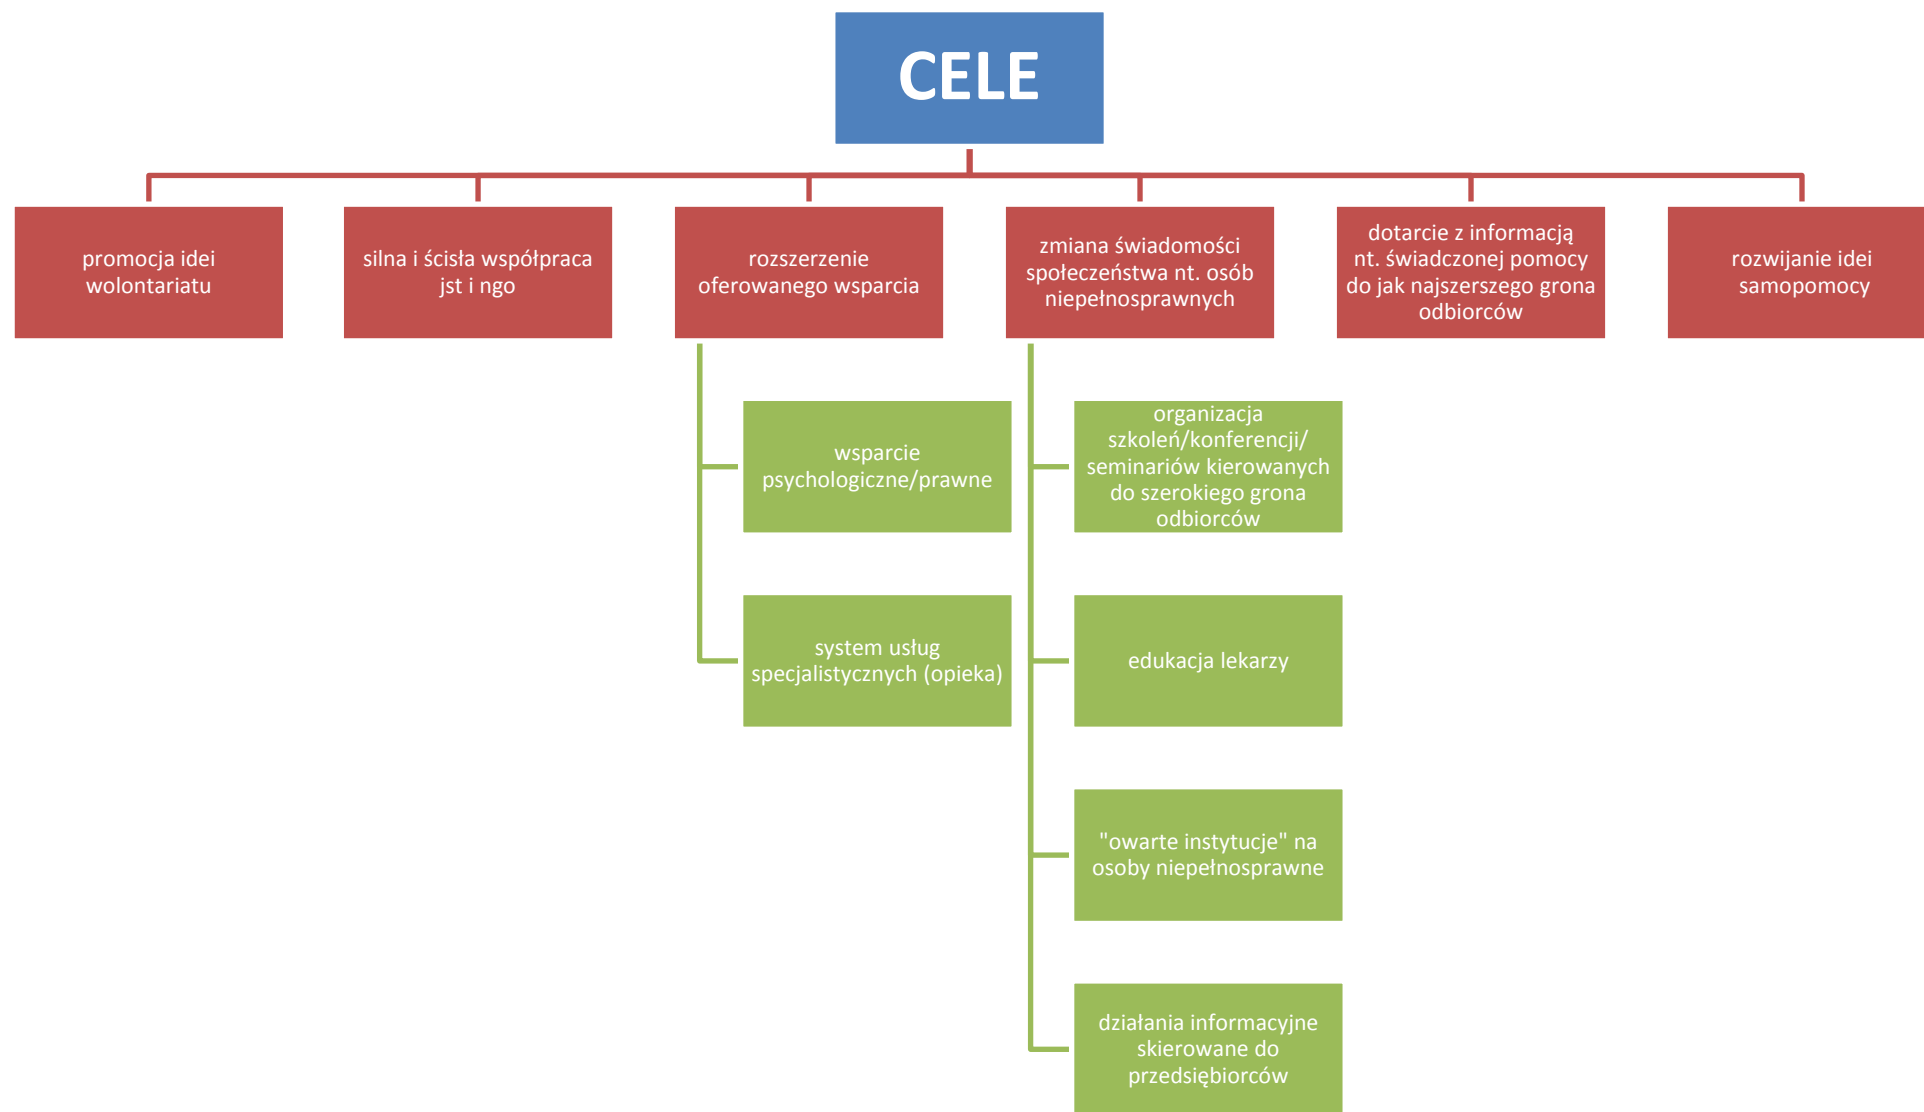 CELE
promocja idei
wolontariatu
silna i ścisła współpraca
jst i ngo
rozszerzenie
oferowanego wsparcia
zmiana świadomości
społeczeństwa nt. osób
niepełnosprawnych
dotarcie z informacją
nt. świadczonej pomocy
do jak najszerszego grona
odbiorców
rozwijanie idei
samopomocy
wsparcie
psychologiczne/prawne
system usług
specjalistycznych (opieka)
organizacja
szkoleń/konferencji/
seminariów kierowanych
do szerokiego grona
odbiorców
edukacja lekarzy
"owarte instytucje" na
osoby niepełnosprawne
działania informacyjne
skierowane do
przedsiębiorców